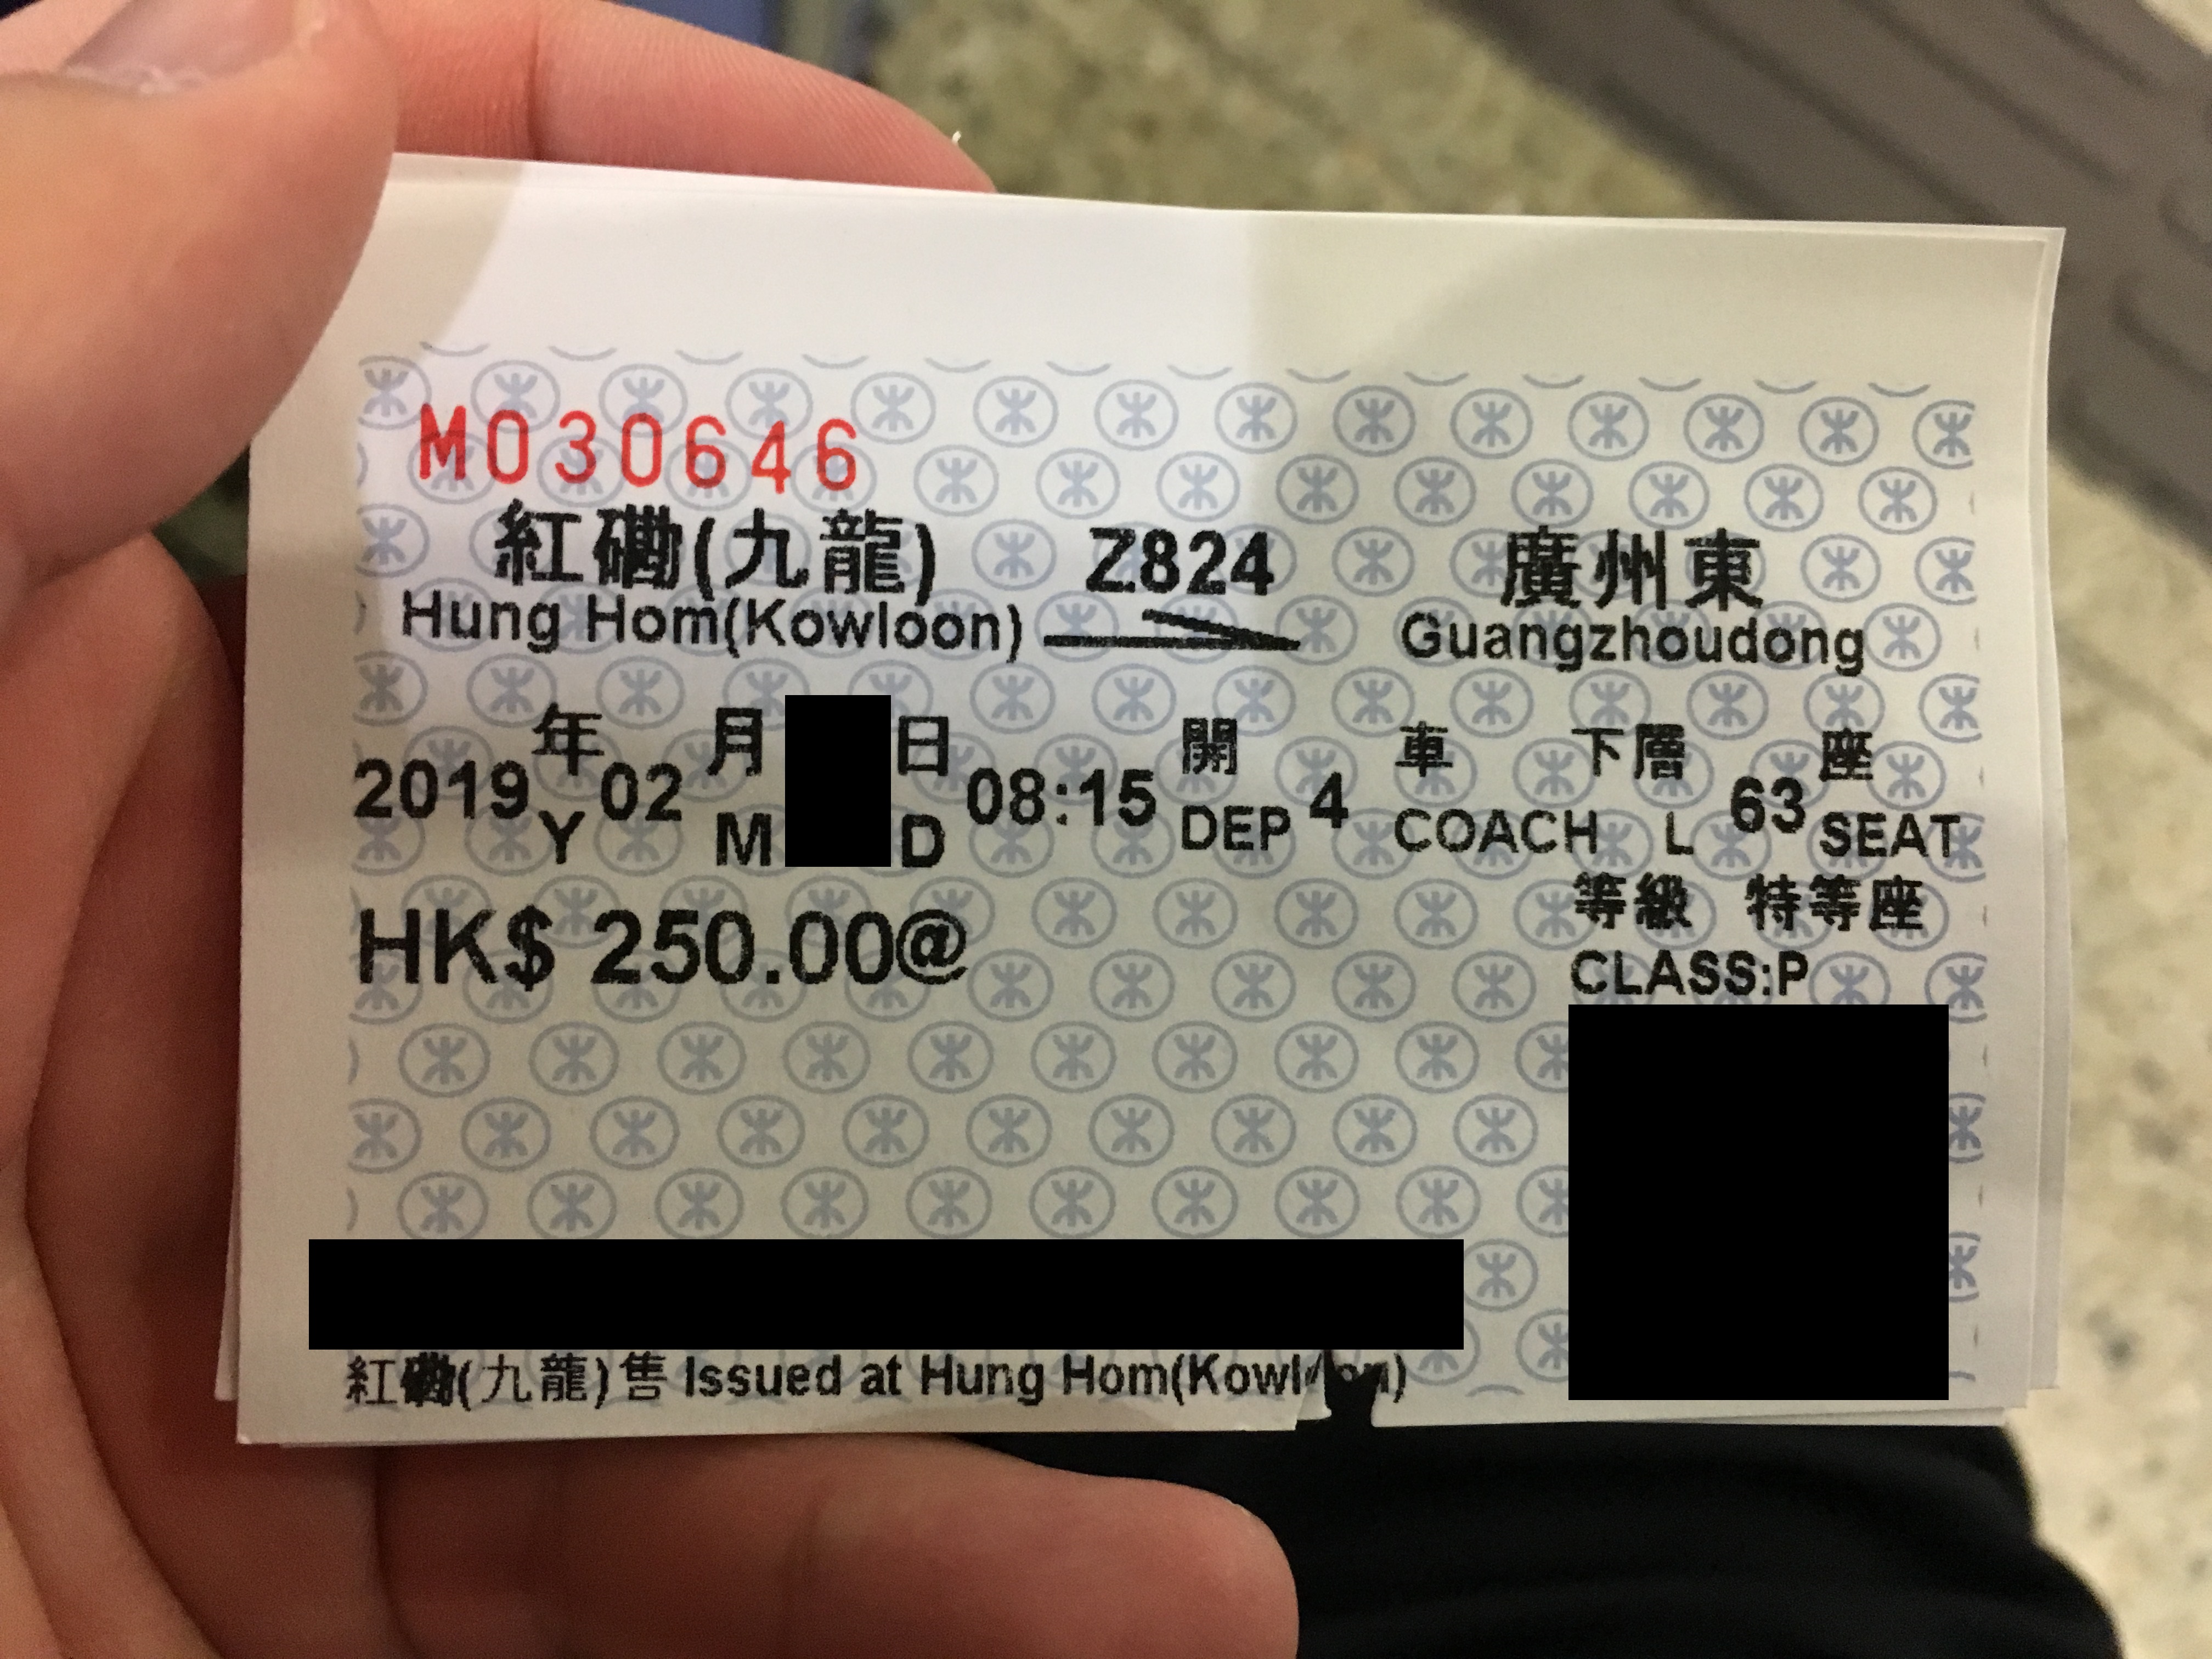 M030646
紅磡(九龍) Z824 廣州東
Hung Hom(Kowloon) Guangzhoudong
年 月 日 開 車 下層 座
2019 Y 02 M D 08:15 DEP 4 COACH L 63 SEAT
HK$ 250.00@
等級 特等座
CLASS:P
紅磡(九龍)售 Issued at Hung Hom(Kowloon)